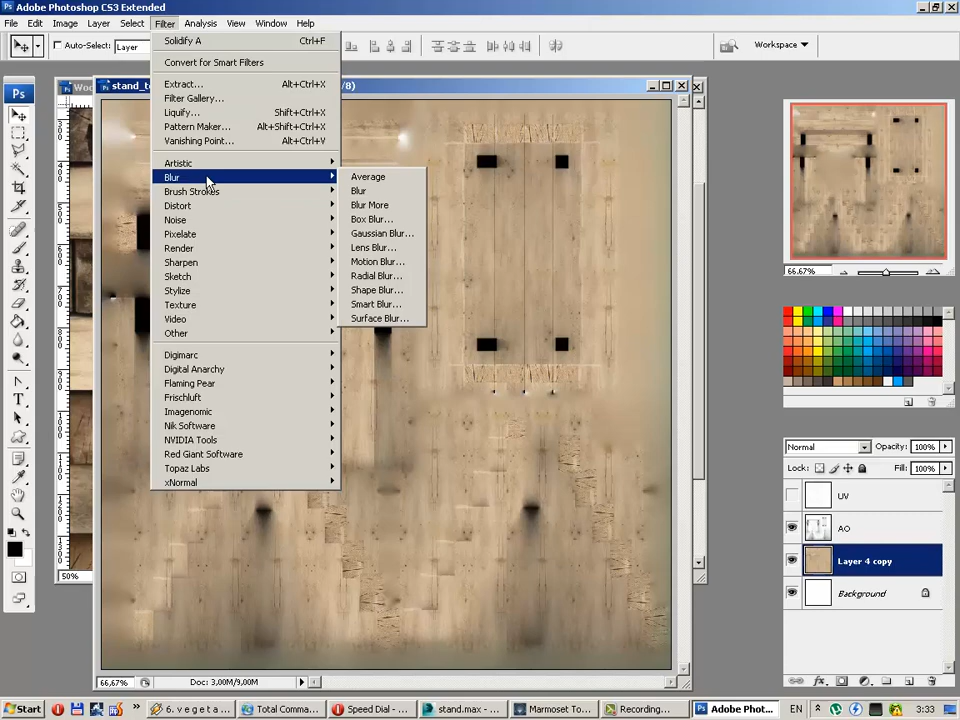 Adobe Photoshop CS3 Extended
File Edit Image Layer Select Filter Analysis View Window Help
Auto-Select: Layer
Workspace
Solidify A Ctrl+F
Convert for Smart Filters
Extract... Alt+Ctrl+X
Filter Gallery...
Liquify... Shift+Ctrl+X
Pattern Maker... Alt+Shift+Ctrl+X
Vanishing Point... Alt+Ctrl+V
Artistic
Blur
Brush Strokes
Distort
Noise
Pixelate
Render
Sharpen
Sketch
Stylize
Texture
Video
Other
Digimarc
Digital Anarchy
Flaming Pear
Frischluft
Imagenomic
Nik Software
NVIDIA Tools
Red Giant Software
Topaz Labs
xNormal
Average
Blur
Blur More
Box Blur...
Gaussian Blur...
Lens Blur...
Motion Blur...
Radial Blur...
Shape Blur...
Smart Blur...
Surface Blur...
Ps
66.67%
Normal Opacity: 100%
Lock: Fill: 100%
UV
AO
Layer 4 copy
Background
50%
66,67% Doc: 3,00M/9,00M
Start 6. v e g e t a Total Comma... Speed Dial - ... stand.max - ... Marmoset To... Recording... Adobe Pho... EN 3:33